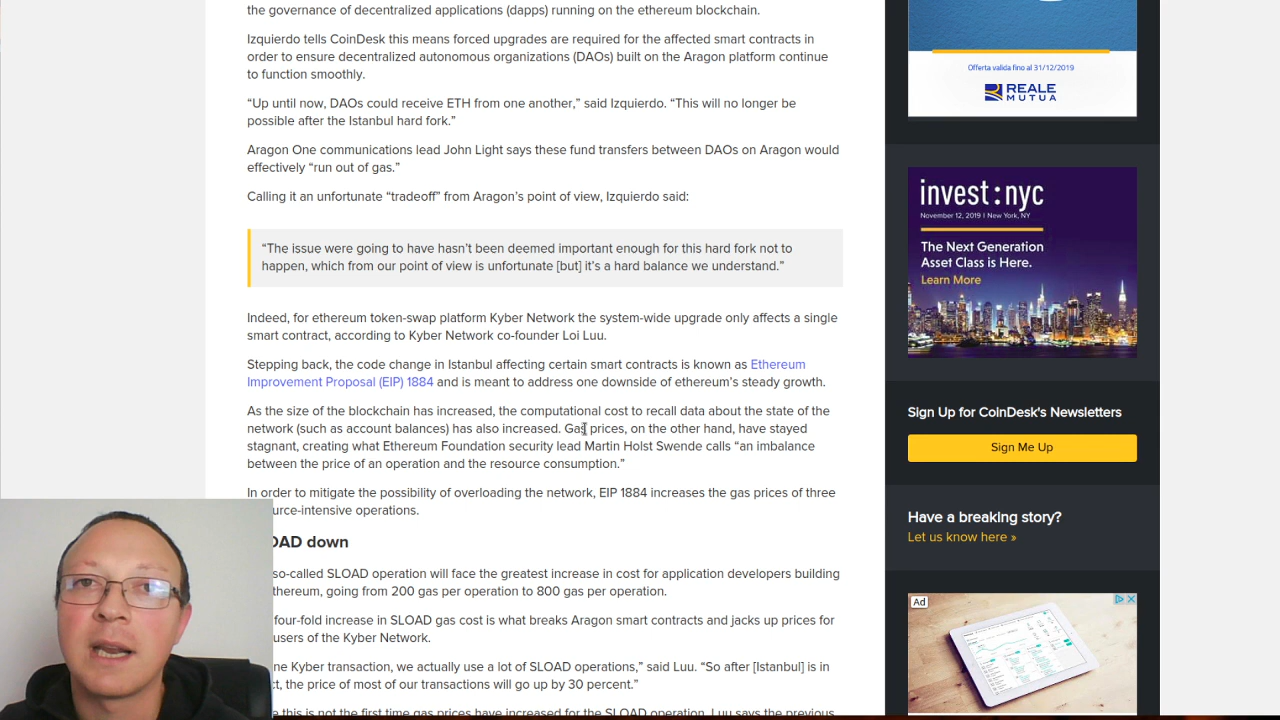 the governance of decentralized applications (dapps) running on the ethereum blockchain.
Izquierdo tells CoinDesk this means forced upgrades are required for the affected smart contracts in
order to ensure decentralized autonomous organizations (DAOs) built on the Aragon platform continue
to function smoothly.
“Up until now, DAOs could receive ETH from one another,” said Izquierdo. “This will no longer be
possible after the Istanbul hard fork.”
Aragon One communications lead John Light says these fund transfers between DAOs on Aragon would
effectively “run out of gas.”
Calling it an unfortunate “tradeoff” from Aragon’s point of view, Izquierdo said:
“The issue were going to have hasn’t been deemed important enough for this hard fork not to
happen, which from our point of view is unfortunate [but] it’s a hard balance we understand.”
Indeed, for ethereum token-swap platform Kyber Network the system-wide upgrade only affects a single
smart contract, according to Kyber Network co-founder Loi Luu.
Stepping back, the code change in Istanbul affecting certain smart contracts is known as Ethereum
Improvement Proposal (EIP) 1884 and is meant to address one downside of ethereum’s steady growth.
As the size of the blockchain has increased, the computational cost to recall data about the state of the
network (such as account balances) has also increased. Gas prices, on the other hand, have stayed
stagnant, creating what Ethereum Foundation security lead Martin Holst Swende calls “an imbalance
between the price of an operation and the resource consumption.”
In order to mitigate the possibility of overloading the network, EIP 1884 increases the gas prices of three
urce-intensive operations.
OAD down
so-called SLOAD operation will face the greatest increase in cost for application developers building
thereum, going from 200 gas per operation to 800 gas per operation.
four-fold increase in SLOAD gas cost is what breaks Aragon smart contracts and jacks up prices for
users of the Kyber Network.
ne Kyber transaction, we actually use a lot of SLOAD operations,” said Luu. “So after [Istanbul] is in
t, the price of most of our transactions will go up by 30 percent.”
this is not the first time gas prices have increased for the SLOAD operation, Luu says the previous
Offerta valida fino al 31/12/2019
REALE
MUTUA
invest:nyc
November 12, 2019 | New York, NY
The Next Generation
Asset Class is Here.
Learn More
Sign Up for CoinDesk's Newsletters
Sign Me Up
Have a breaking story?
Let us know here »
Ad